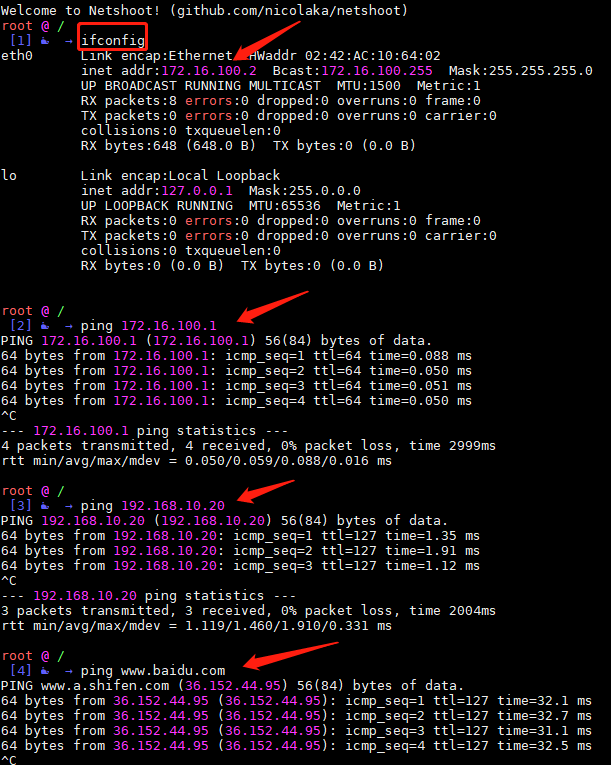 Welcome to Netshoot! (github.com/nicolaka/netshoot)
root @ /
[1] 🐳 → ifconfig
eth0 Link encap:Ethernet HWaddr 02:42:AC:10:64:02
inet addr:172.16.100.2 Bcast:172.16.100.255 Mask:255.255.255.0
UP BROADCAST RUNNING MULTICAST MTU:1500 Metric:1
RX packets:8 errors:0 dropped:0 overruns:0 frame:0
TX packets:0 errors:0 dropped:0 overruns:0 carrier:0
collisions:0 txqueuelen:0
RX bytes:648 (648.0 B) TX bytes:0 (0.0 B)
lo Link encap:Local Loopback
inet addr:127.0.0.1 Mask:255.0.0.0
UP LOOPBACK RUNNING MTU:65536 Metric:1
RX packets:0 errors:0 dropped:0 overruns:0 frame:0
TX packets:0 errors:0 dropped:0 overruns:0 carrier:0
collisions:0 txqueuelen:0
RX bytes:0 (0.0 B) TX bytes:0 (0.0 B)
root @ /
[2] 🐳 → ping 172.16.100.1
PING 172.16.100.1 (172.16.100.1) 56(84) bytes of data.
64 bytes from 172.16.100.1: icmp_seq=1 ttl=64 time=0.088 ms
64 bytes from 172.16.100.1: icmp_seq=2 ttl=64 time=0.050 ms
64 bytes from 172.16.100.1: icmp_seq=3 ttl=64 time=0.051 ms
64 bytes from 172.16.100.1: icmp_seq=4 ttl=64 time=0.050 ms
^C
--- 172.16.100.1 ping statistics ---
4 packets transmitted, 4 received, 0% packet loss, time 2999ms
rtt min/avg/max/mdev = 0.050/0.059/0.088/0.016 ms
root @ /
[3] 🐳 → ping 192.168.10.20
PING 192.168.10.20 (192.168.10.20) 56(84) bytes of data.
64 bytes from 192.168.10.20: icmp_seq=1 ttl=127 time=1.35 ms
64 bytes from 192.168.10.20: icmp_seq=2 ttl=127 time=1.91 ms
64 bytes from 192.168.10.20: icmp_seq=3 ttl=127 time=1.12 ms
^C
--- 192.168.10.20 ping statistics ---
3 packets transmitted, 3 received, 0% packet loss, time 2004ms
rtt min/avg/max/mdev = 1.119/1.460/1.910/0.331 ms
root @ /
[4] 🐳 → ping www.baidu.com
PING www.a.shifen.com (36.152.44.95) 56(84) bytes of data.
64 bytes from 36.152.44.95 (36.152.44.95): icmp_seq=1 ttl=127 time=32.1 ms
64 bytes from 36.152.44.95 (36.152.44.95): icmp_seq=2 ttl=127 time=32.7 ms
64 bytes from 36.152.44.95 (36.152.44.95): icmp_seq=3 ttl=127 time=31.1 ms
64 bytes from 36.152.44.95 (36.152.44.95): icmp_seq=4 ttl=127 time=32.5 ms
^C